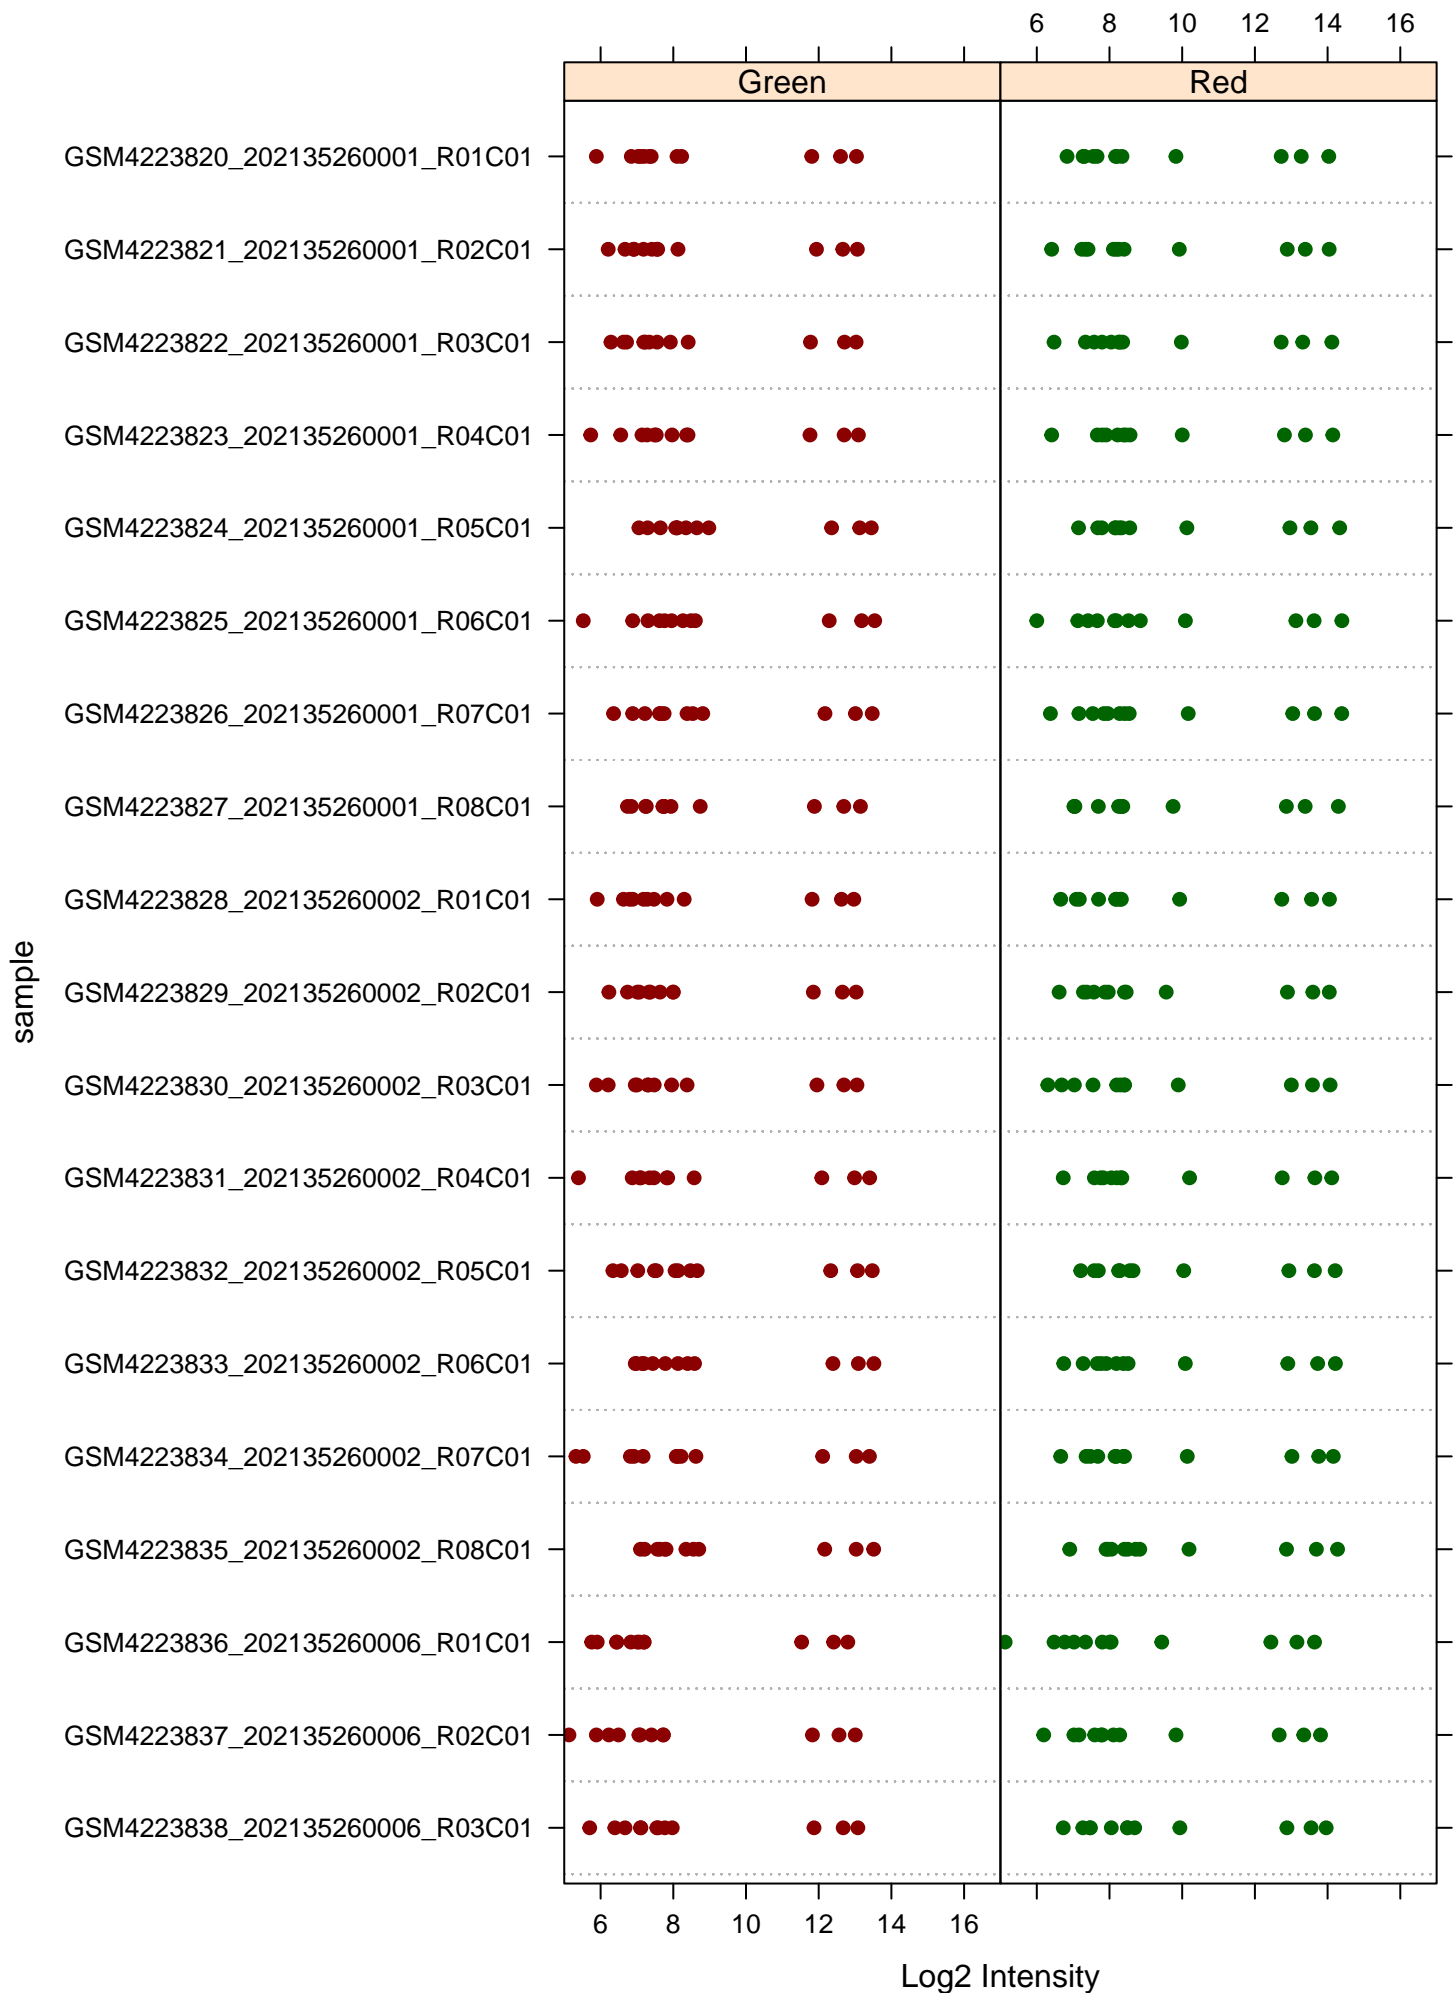 6 8 10 12 14 16
Green Red
GSM4223820_202135260001_R01C01
GSM4223821_202135260001_R02C01
GSM4223822_202135260001_R03C01
GSM4223823_202135260001_R04C01
GSM4223824_202135260001_R05C01
GSM4223825_202135260001_R06C01
GSM4223826_202135260001_R07C01
GSM4223827_202135260001_R08C01
GSM4223828_202135260002_R01C01
GSM4223829_202135260002_R02C01
GSM4223830_202135260002_R03C01
GSM4223831_202135260002_R04C01
GSM4223832_202135260002_R05C01
GSM4223833_202135260002_R06C01
GSM4223834_202135260002_R07C01
GSM4223835_202135260002_R08C01
GSM4223836_202135260006_R01C01
GSM4223837_202135260006_R02C01
GSM4223838_202135260006_R03C01
sample
6 8 10 12 14 16
Log2 Intensity